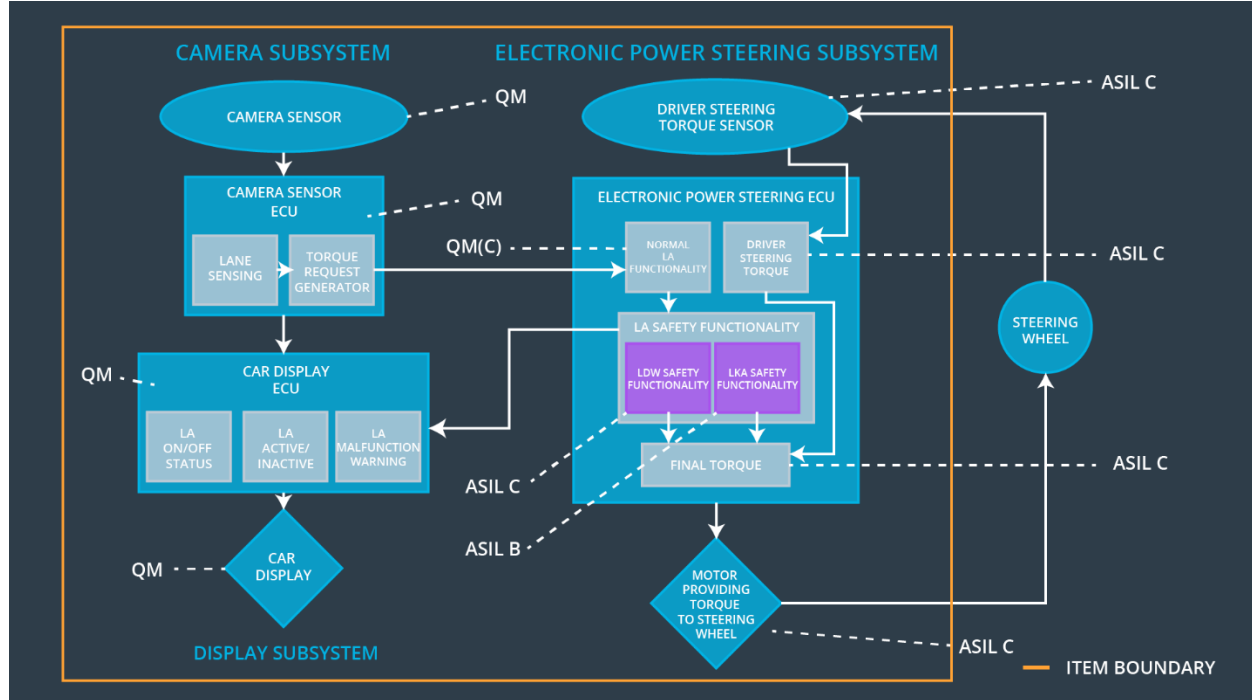 CAMERA SUBSYSTEM
ELECTRONIC POWER STEERING SUBSYSTEM
CAMERA SENSOR
QM
DRIVER STEERING
TORQUE SENSOR
ASIL C
CAMERA SENSOR
ECU
QM
LANE
SENSING
TORQUE
REQUEST
GENERATOR
QM(C)
ELECTRONIC POWER STEERING ECU
NORMAL
LA
FUNCTIONALITY
DRIVER
STEERING
TORQUE
ASIL C
LA SAFETY FUNCTIONALITY
LDW SAFETY
FUNCTIONALITY
LKA SAFETY
FUNCTIONALITY
STEERING
WHEEL
QM
CAR DISPLAY
ECU
LA
ON/OFF
STATUS
LA
ACTIVE/
INACTIVE
LA
MALFUNCTION
WARNING
FINAL TORQUE
ASIL C
ASIL C
ASIL B
QM
CAR
DISPLAY
MOTOR
PROVIDING
TORQUE
TO STEERING
WHEEL
ASIL C
DISPLAY SUBSYSTEM
ITEM BOUNDARY